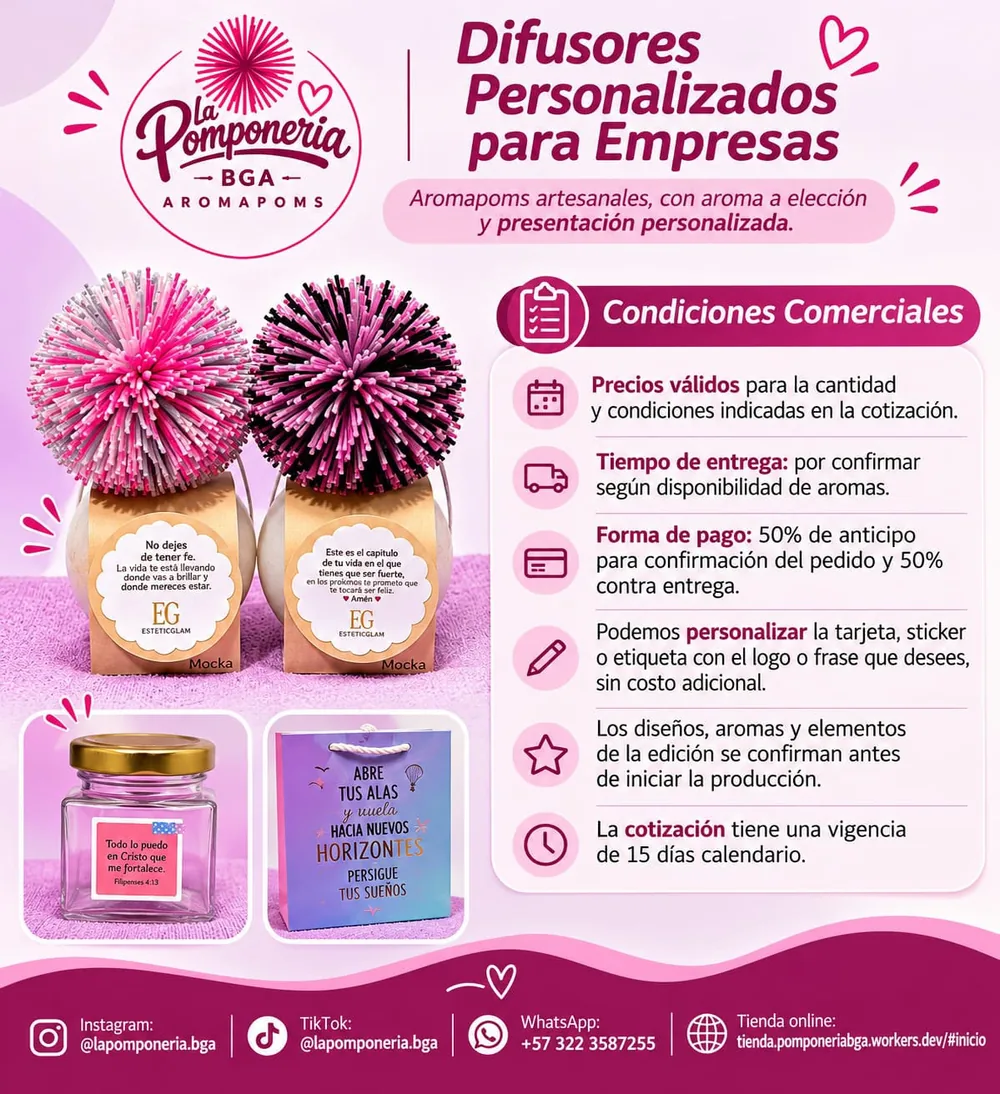 La
Pomponeria
BGA
AROMAPOMS
Difusores
Personalizados
para Empresas
Aromapoms artesanales, con aroma a elección
y presentación personalizada.
No dejes
de tener fe.
La vida te está llevando
donde vas a brillar y
donde mereces estar.
EG
ESTETICGLAM
Mocka
Este es el capítulo
de tu vida en el que
tienes que ser fuerte,
en los prokmos te prometo que
te tocará ser feliz.
♥ Amén ♥
EG
ESTETICGLAM
Mocka
Todo lo puedo
en Cristo que
me fortalece.
Filipenses 4:13
ABRE
TUS ALAS
y vuela
HACIA NUEVOS
HORIZONTES
PERSIGUE
TUS SUEÑOS
Condiciones Comerciales
Precios válidos para la cantidad
y condiciones indicadas en la cotización.
Tiempo de entrega: por confirmar
según disponibilidad de aromas.
Forma de pago: 50% de anticipo
para confirmación del pedido y 50%
contra entrega.
Podemos personalizar la tarjeta, sticker
o etiqueta con el logo o frase que desees,
sin costo adicional.
Los diseños, aromas y elementos
de la edición se confirman antes
de iniciar la producción.
La cotización tiene una vigencia
de 15 días calendario.
Instagram:
@lapomponeria.bga
TikTok:
@lapomponeria.bga
WhatsApp:
+57 322 3587255
Tienda online:
tienda.pomponeriabga.workers.dev/#inicio